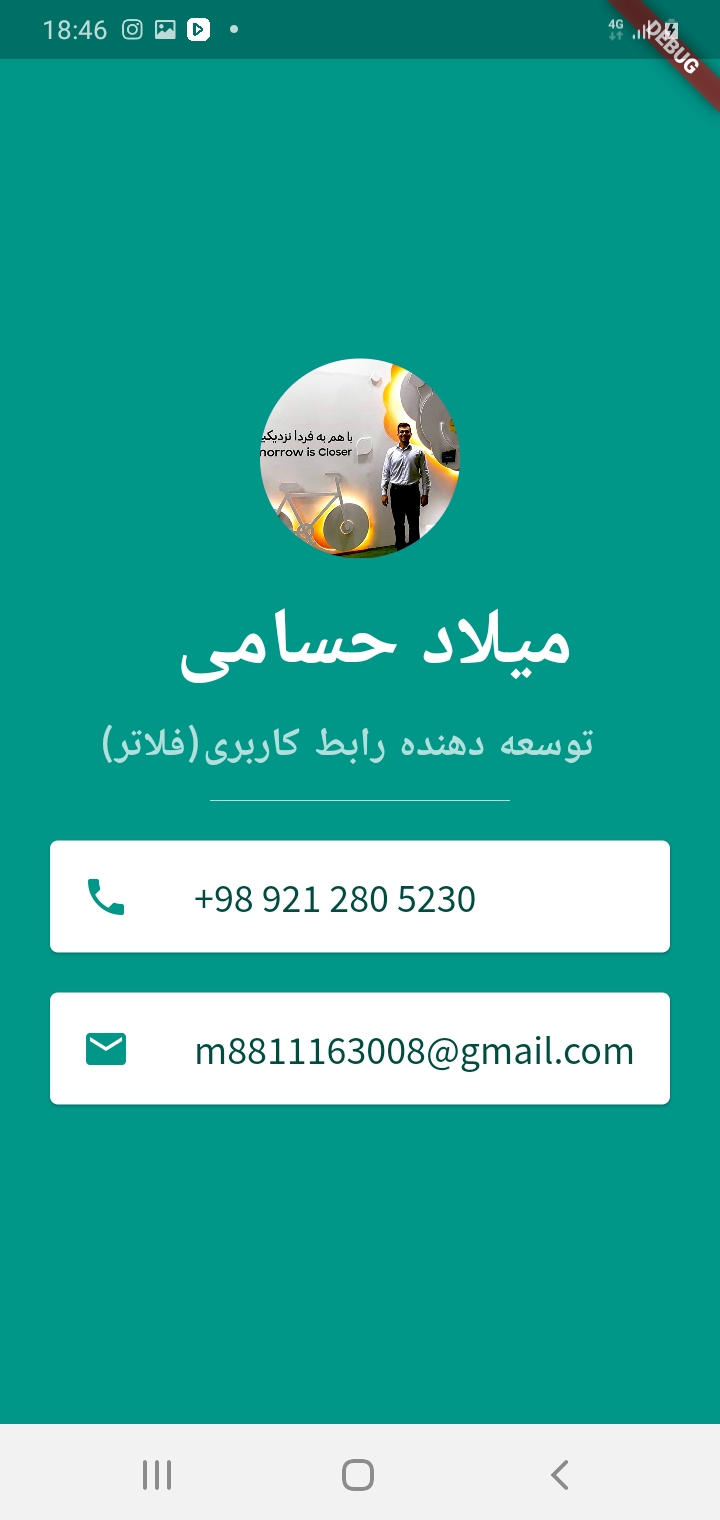 18:46
4G
DEBUG
با هم به فردا نزدیکی
morrow is Closer
میلاد حسامی
توسعه دهنده رابط کاربری(فلاتر)
+98 921 280 5230
m8811163008@gmail.com